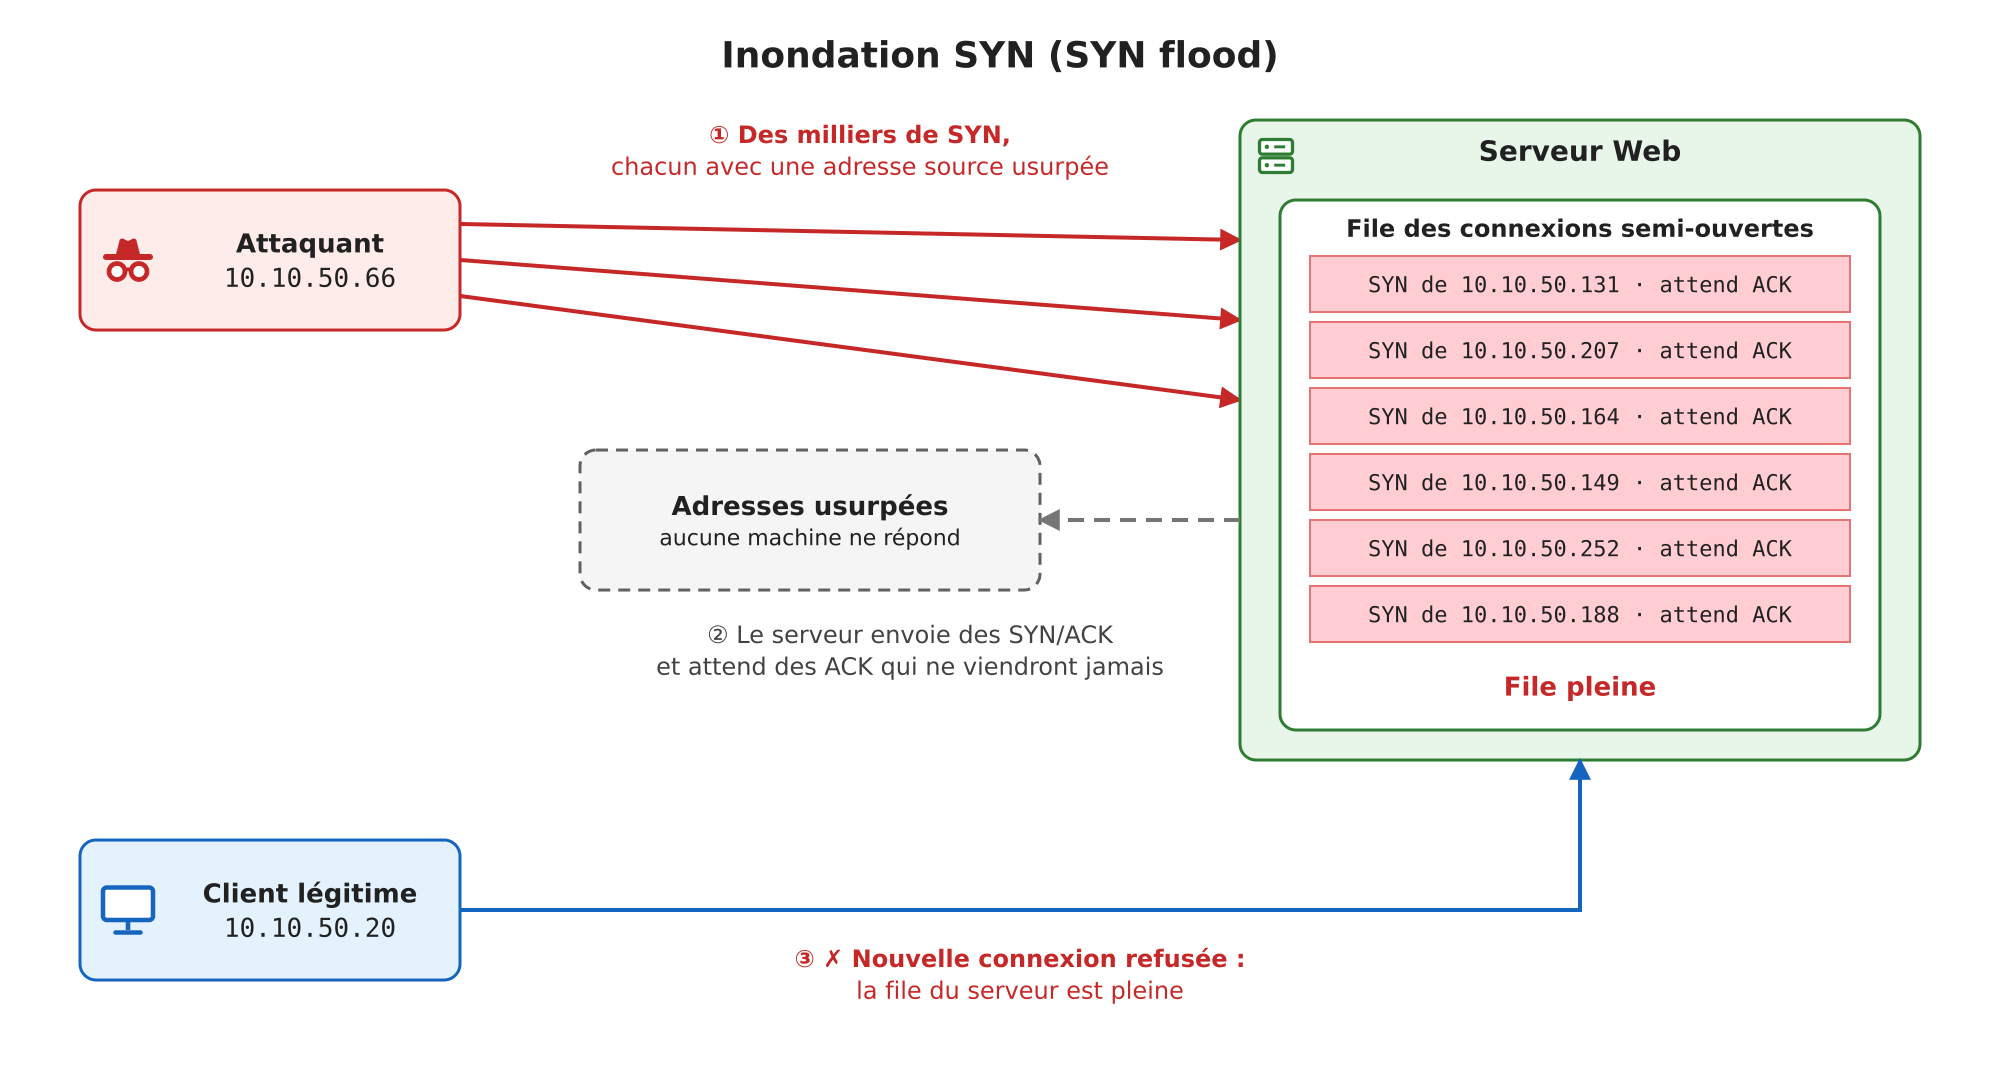 Inondation SYN (SYN flood)
① Des milliers de SYN,
chacun avec une adresse source usurpée
Attaquant
10.10.50.66
Serveur Web
File des connexions semi-ouvertes
SYN de 10.10.50.131 · attend ACK
SYN de 10.10.50.207 · attend ACK
SYN de 10.10.50.164 · attend ACK
SYN de 10.10.50.149 · attend ACK
SYN de 10.10.50.252 · attend ACK
SYN de 10.10.50.188 · attend ACK
File pleine
Adresses usurpées
aucune machine ne répond
② Le serveur envoie des SYN/ACK
et attend des ACK qui ne viendront jamais
Client légitime
10.10.50.20
③ ✗ Nouvelle connexion refusée :
la file du serveur est pleine